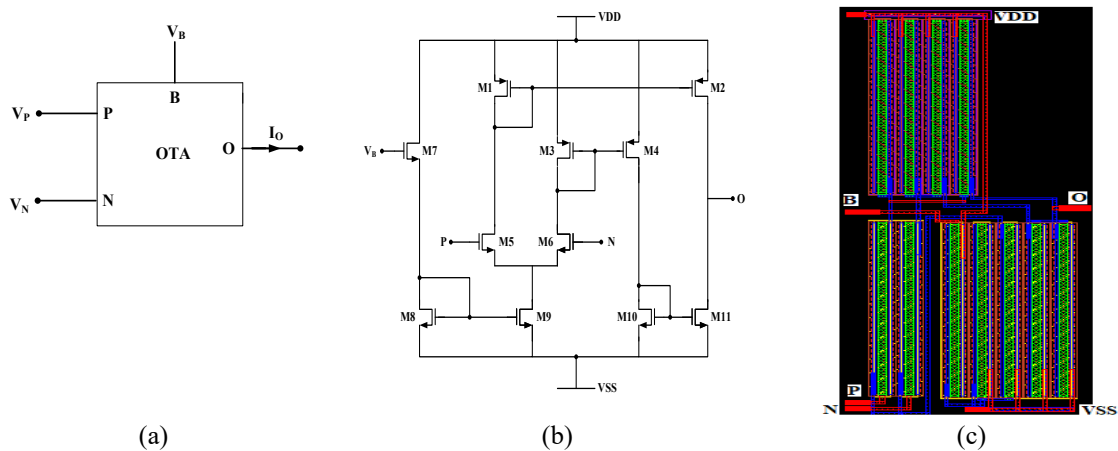 V_B
B
V_P
P
OTA
O
I_O
V_N
N
(a)
VDD
M1
M2
M3
M4
V_B
M7
O
P
M5
M6
N
M8
M9
M10
M11
VSS
(b)
VDD
B
O
P
N
VSS
(c)